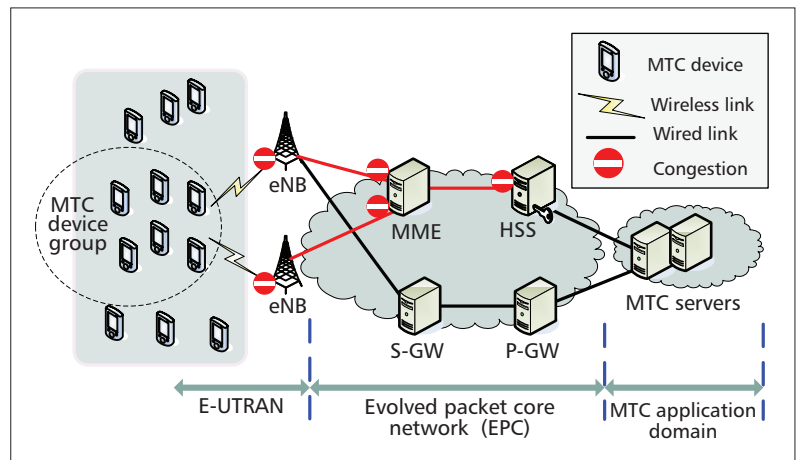 MTC device
Wireless link
Wired link
Congestion
MTC
device
group
eNB
eNB
MME
HSS
S-GW
P-GW
MTC servers
E-UTRAN
Evolved packet core
network (EPC)
MTC application
domain